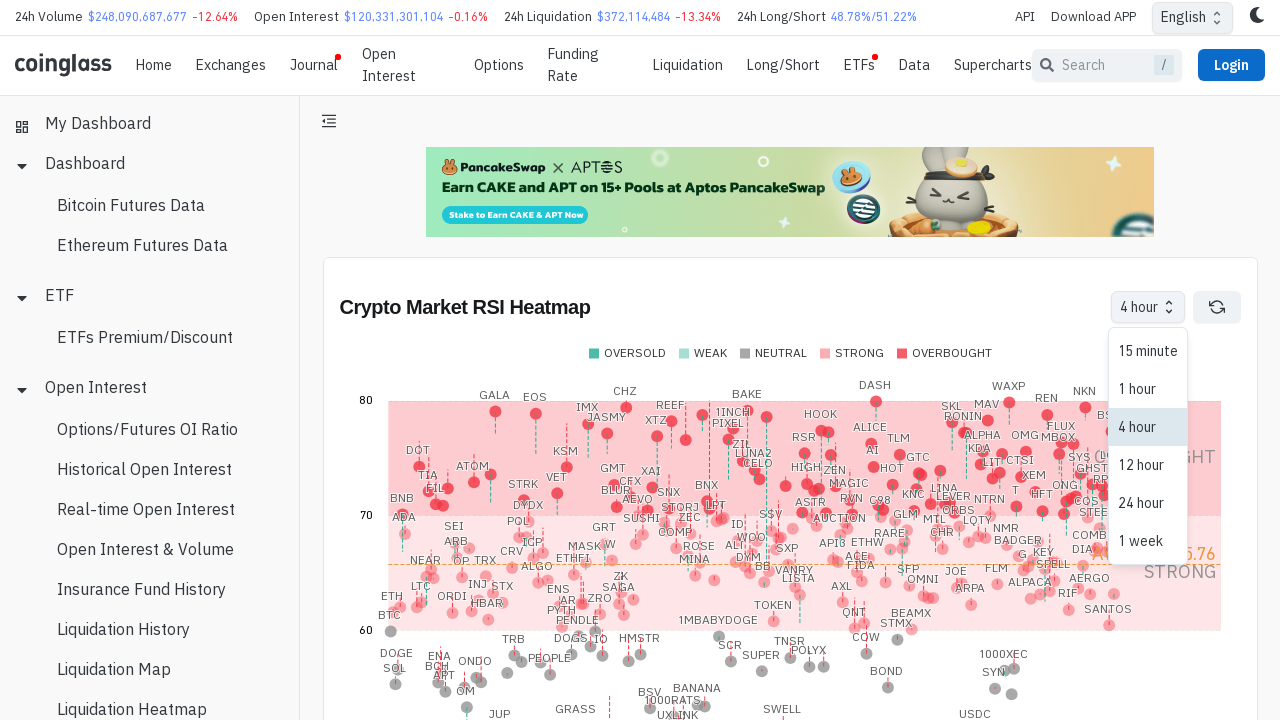 24h Volume $248,090,687,677 -12.64% Open Interest $120,331,301,104 -0.16% 24h Liquidation $372,114,484 -13.34% 24h Long/Short 48.78%/51.22% API Download APP English
coinglass Home Exchanges Journal Open Interest Options Funding Rate Liquidation Long/Short ETFs Data Supercharts Search / Login
My Dashboard
Dashboard
Bitcoin Futures Data
Ethereum Futures Data
ETF
ETFs Premium/Discount
Open Interest
Options/Futures OI Ratio
Historical Open Interest
Real-time Open Interest
Open Interest & Volume
Insurance Fund History
Liquidation History
Liquidation Map
Liquidation Heatmap
PancakeSwap × APTOS
Earn CAKE and APT on 15+ Pools at Aptos PancakeSwap
Stake to Earn CAKE & APT Now
Crypto Market RSI Heatmap
4 hour
15 minute
1 hour
4 hour
12 hour
24 hour
1 week
OVERSOLD WEAK NEUTRAL STRONG OVERBOUGHT
80
70
60
GALA EOS CHZ BAKE DASH WAXP NKN
IMX JASMY REEF XTZ 1INCH PIXEL HOOK ALICE SKL RONIN MAV REN
DOT KSM ZIL LUNA2 CELO RSR AI TLM ALPHA KDA OMG FLUX MBOX
TIA FIL ATOM VET GMT CFX XAI HIGH ZEN HOT GTC LIT CTSI XEM SYS GHST
BNB ADA STRK DYDX BLUR AEVO SNX BNX LPT ASTR MAGIC RVN C98 KNC LINA LEVER NTRN T HFT ONG COS
SEI ARB POL ICP GRT SUSHI STORJ COMP ZEC ID SSV AUCTION GLM MTL ORBS LQTY NMR BADGER
NEAR OP TRX CRV ALGO ETHFI MASK W ROSE MINA WOO DYM BB SXP API3 ETHW RARE CHR G KEY
LTC ORDI INJ STX HBAR ENS AR ZRO ZK SAGA VANRY LISTA ACE FIDA SFP OMNI JOE FLM SPELL
ETH BTC PYTH PENDLE 1MBABYDOGE TOKEN AXL QNT BEAMX STMX ARPA ALPACA RIF AERGO SANTOS
STRONG
DOGE SOL ENA BCH APT ONDO TRB PEOPLE DOGS IO HMSTR SCR SUPER TNSR POLYX COW BOND 1000XEC SYN
OM JUP GRASS BSV 1000RATS BANANA UXLINK SWELL USDC